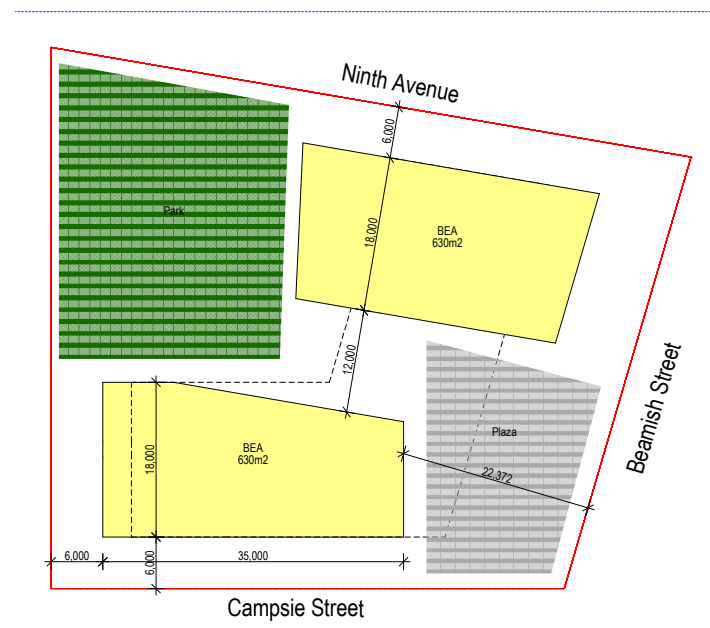 Ninth Avenue
6,000
Park
18,000
BEA
630m2
12,000
Beamish Street
Plaza
BEA
630m2
18,000
22,372
6,000
35,000
6,000
Campsie Street